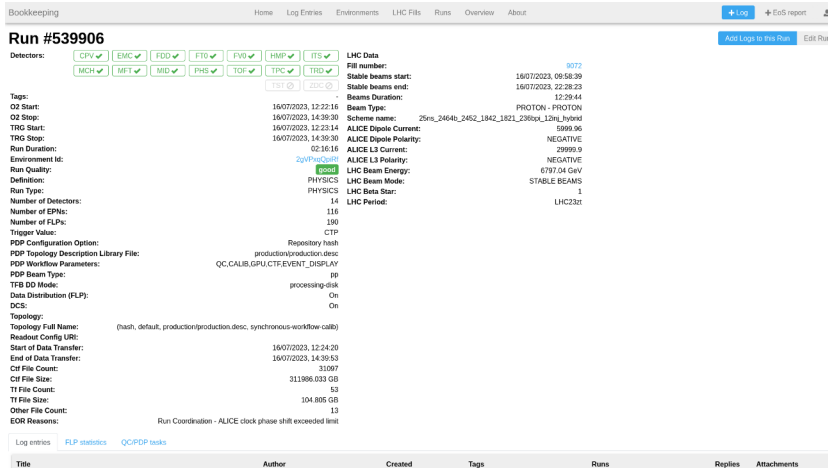 Bookkeeping Home Log Entries Environments LHC Fills Runs Overview About + Log + EoS report
Run #539906
Add Logs to this Run Edit Run
Detectors: CPV EMC FDD FT0 FV0 HMP ITS
MCH MFT MID PHS TOF TPC TRD
TST ZDC
Tags: -
O2 Start: 16/07/2023, 12:22:16
O2 Stop: 16/07/2023, 14:39:30
TRG Start: 16/07/2023, 12:23:14
TRG Stop: 16/07/2023, 14:39:30
Run Duration: 02:16:16
Environment Id: 2gVPxqQpiRf
Run Quality: good
Definition: PHYSICS
Run Type: PHYSICS
Number of Detectors: 14
Number of EPNs: 116
Number of FLPs: 190
Trigger Value: CTP
PDP Configuration Option: Repository hash
PDP Topology Description Library File: production/production.desc
PDP Workflow Parameters: QC,CALIB,GPU,CTF,EVENT_DISPLAY
PDP Beam Type: pp
TFB DD Mode: processing-disk
Data Distribution (FLP): On
DCS: On
Topology:
Topology Full Name: (hash, default, production/production.desc, synchronous-workflow-calib)
Readout Config URI:
Start of Data Transfer: 16/07/2023, 12:24:20
End of Data Transfer: 16/07/2023, 14:39:53
Ctf File Count: 31097
Ctf File Size: 311986.033 GB
Tf File Count: 53
Tf File Size: 104.805 GB
Other File Count: 13
EOR Reasons: Run Coordination - ALICE clock phase shift exceeded limit
LHC Data
Fill number: 9072
Stable beams start: 16/07/2023, 09:58:39
Stable beams end: 16/07/2023, 22:28:23
Beams Duration: 12:29:44
Beam Type: PROTON - PROTON
Scheme name: 25ns_2464b_2452_1842_1821_236bpi_12inj_hybrid
ALICE Dipole Current: 5999.96
ALICE Dipole Polarity: NEGATIVE
ALICE L3 Current: 29999.9
ALICE L3 Polarity: NEGATIVE
LHC Beam Energy: 6797.04 GeV
LHC Beam Mode: STABLE BEAMS
LHC Beta Star: 1
LHC Period: LHC23zt
Log entries FLP statistics QC/PDP tasks
Title Author Created Tags Runs Replies Attachments